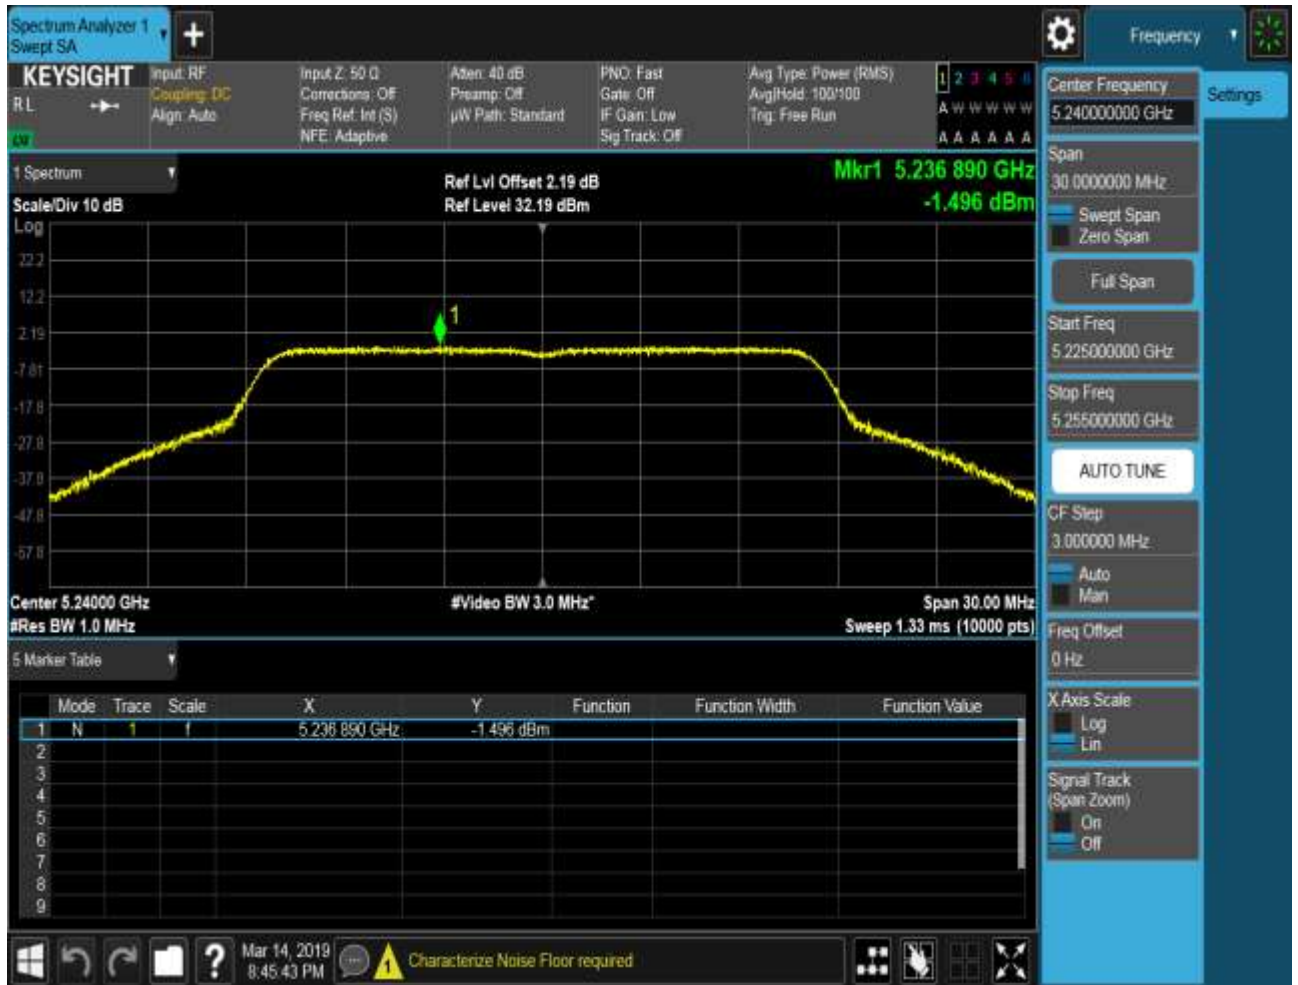 Spectrum Analyzer 1
Swept SA
Frequency
KEYSIGHT
RL
Input: RF
Coupling: DC
Align: Auto
Input Z: 50 Ω
Corrections: Off
Freq Ref: Int (S)
NFE: Adaptive
Atten: 40 dB
Preamp: Off
µW Path: Standard
PNO: Fast
Gate: Off
IF Gain: Low
Sig Track: Off
Avg Type: Power (RMS)
Avg|Hold: 100/100
Trig: Free Run
1 2 3 4 5 6
A W W W W W
A A A A A A
1 Spectrum
Scale/Div 10 dB
Ref Lvl Offset 2.19 dB
Ref Level 32.19 dBm
Mkr1 5.236 890 GHz
-1.496 dBm
Log
22.2
12.2
2.19
-7.81
-17.8
-27.8
-37.8
-47.8
-57.8
1
Center 5.24000 GHz
#Res BW 1.0 MHz
#Video BW 3.0 MHz*
Span 30.00 MHz
Sweep 1.33 ms (10000 pts)
5 Marker Table
Mode Trace Scale X Y Function Function Width Function Value
1 N 1 f 5.236 890 GHz -1.496 dBm
2
3
4
5
6
7
8
9
Mar 14, 2019
8:45:43 PM
?
1
Characterize Noise Floor required
Center Frequency
5.240000000 GHz
Settings
Span
30.0000000 MHz
Swept Span
Zero Span
Full Span
Start Freq
5.225000000 GHz
Stop Freq
5.255000000 GHz
AUTO TUNE
CF Step
3.000000 MHz
Auto
Man
Freq Offset
0 Hz
X Axis Scale
Log
Lin
Signal Track
(Span Zoom)
On
Off